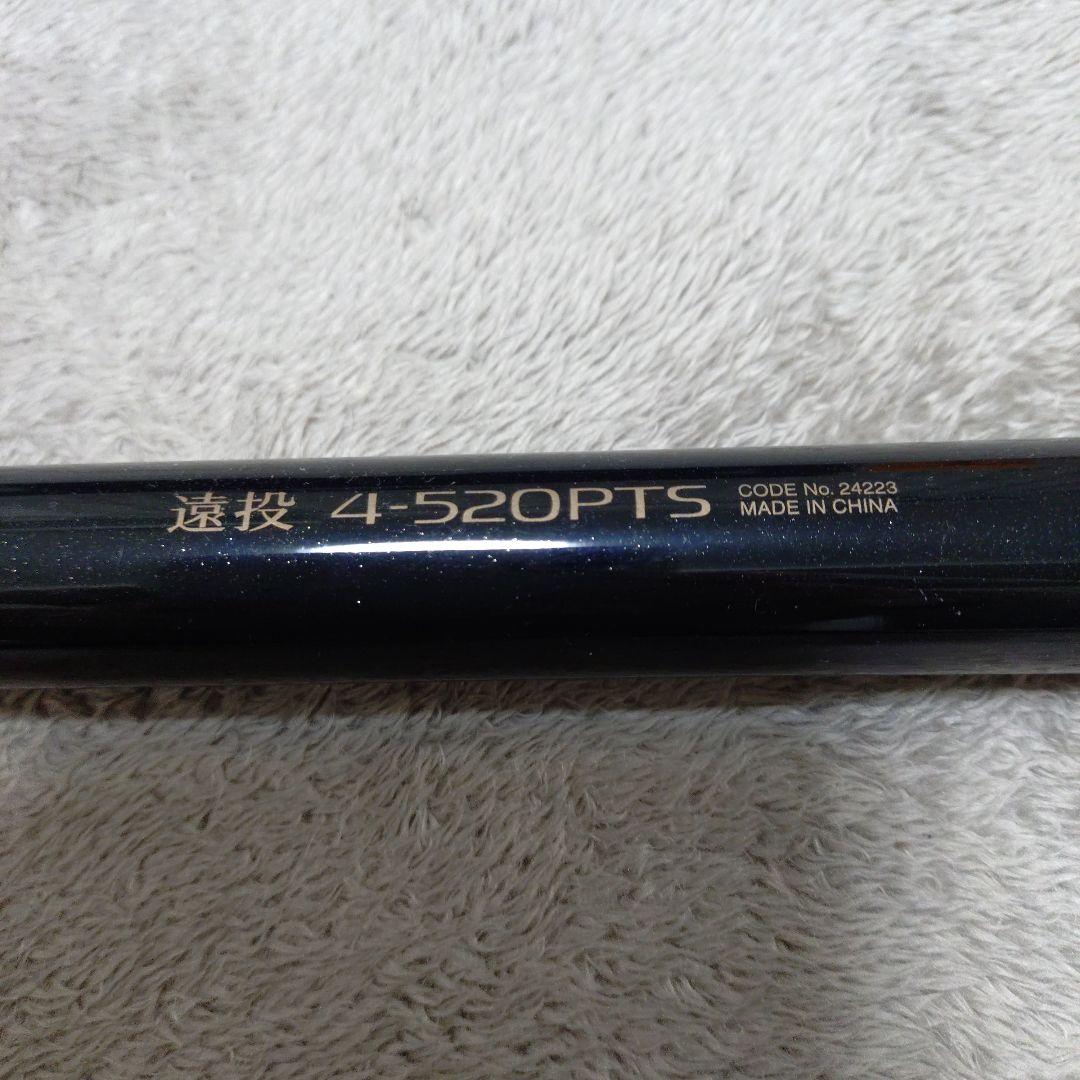 遠投 4-520PTS
CODE No. 24223
MADE IN CHINA